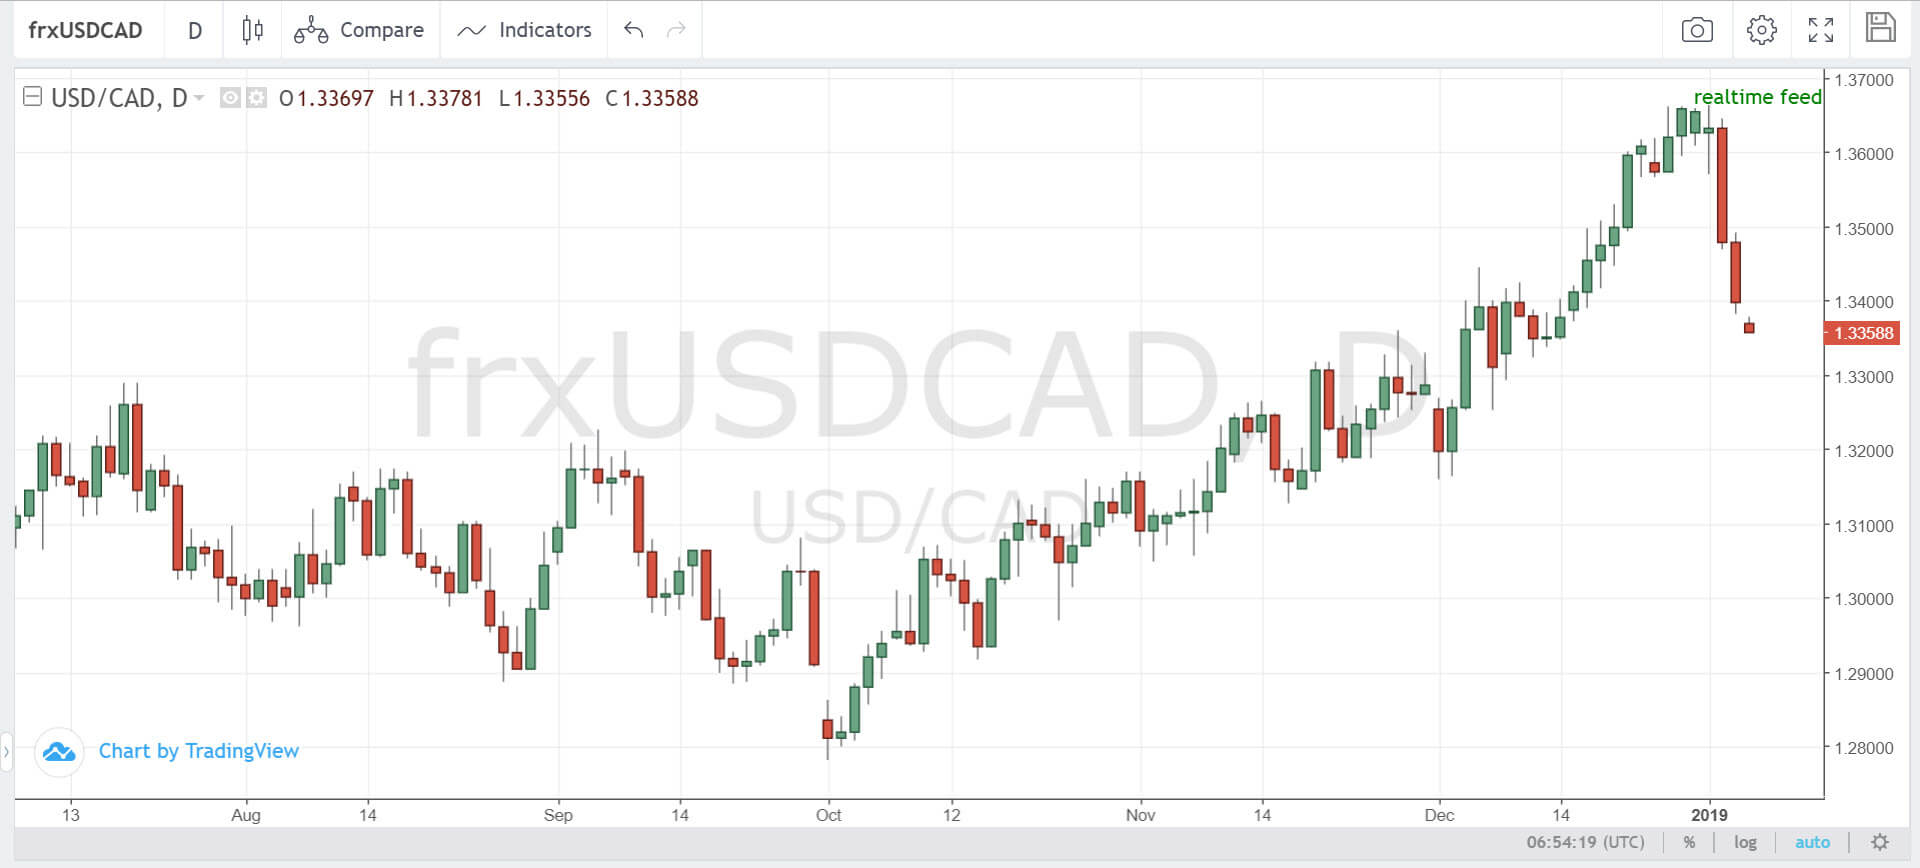 frxUSDCAD D Compare Indicators
USD/CAD, D O1.33697 H1.33781 L1.33556 C1.33588
realtime feed
1.37000
1.36000
1.35000
1.34000
1.33588
1.33000
1.32000
1.31000
1.30000
1.29000
1.28000
frxUSDCAD, D
USD/CAD
Chart by TradingView
13 Aug 14 Sep 14 Oct 12 Nov 14 Dec 14 2019
06:54:19 (UTC) % log auto